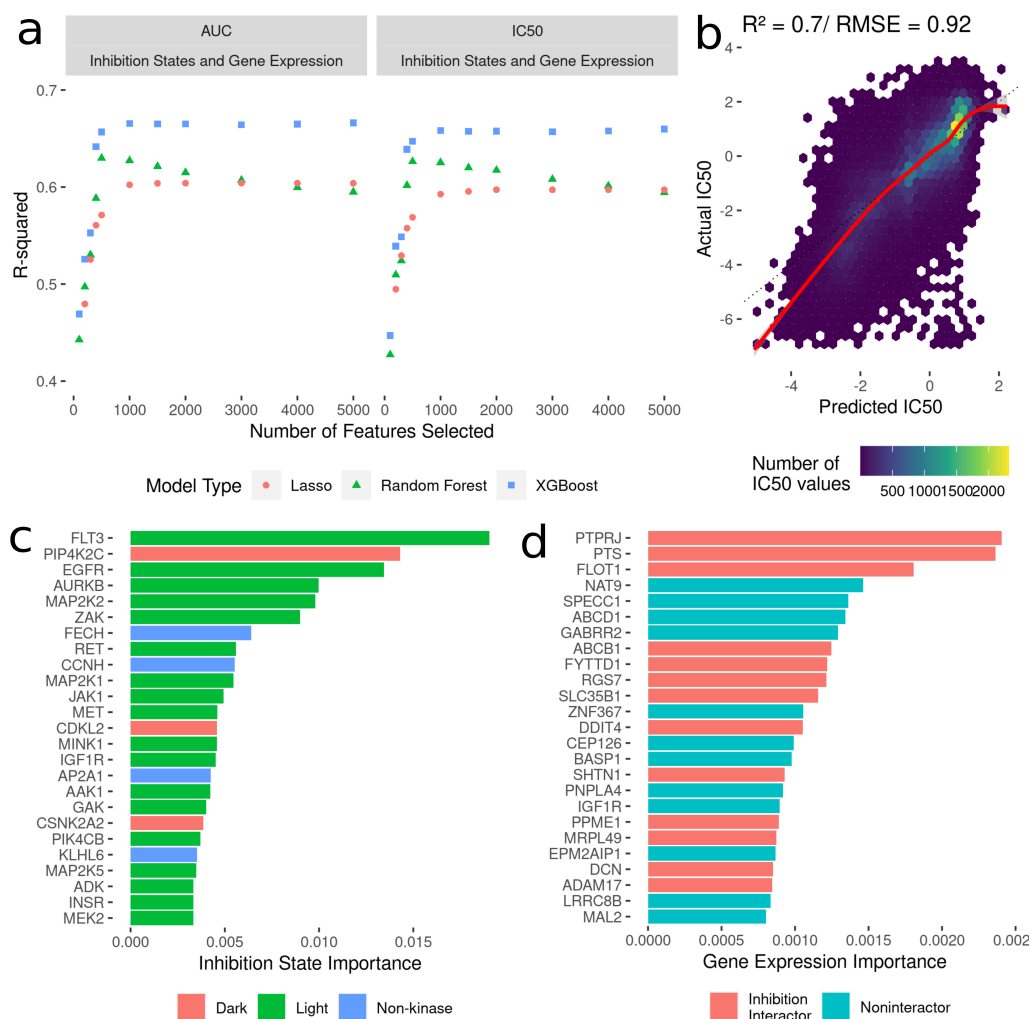 a
AUC
IC50
Inhibition States and Gene Expression
Inhibition States and Gene Expression
0.7
0.6
0.5
0.4
R-squared
0
1000
2000
3000
4000
5000
0
1000
2000
3000
4000
5000
Number of Features Selected
Model Type
Lasso
Random Forest
XGBoost
b
R² = 0.7/ RMSE = 0.92
4
2
0
-2
-4
-6
Actual IC50
-4
-2
0
2
Predicted IC50
Number of
IC50 values
500
1000
1500
2000
c
FLT3
PIP4K2C
EGFR
AURKB
MAP2K2
ZAK
FECH
RET
CCNH
MAP2K1
JAK1
MET
CDKL2
MINK1
IGF1R
AP2A1
AAK1
GAK
CSNK2A2
PIK4CB
KLHL6
MAP2K5
ADK
INSR
MEK2
0.000
0.005
0.010
0.015
Inhibition State Importance
Dark
Light
Non-kinase
d
PTPRJ
PTS
FLOT1
NAT9
SPECC1
ABCD1
GABRR2
ABCB1
FYTTD1
RGS7
SLC35B1
ZNF367
DDIT4
CEP126
BASP1
SHTN1
PNPLA4
IGF1R
PPME1
MRPL49
EPM2AIP1
DCN
ADAM17
LRRC8B
MAL2
0.0000
0.0005
0.0010
0.0015
0.0020
0.002
Gene Expression Importance
Inhibition
Interactor
Noninteractor